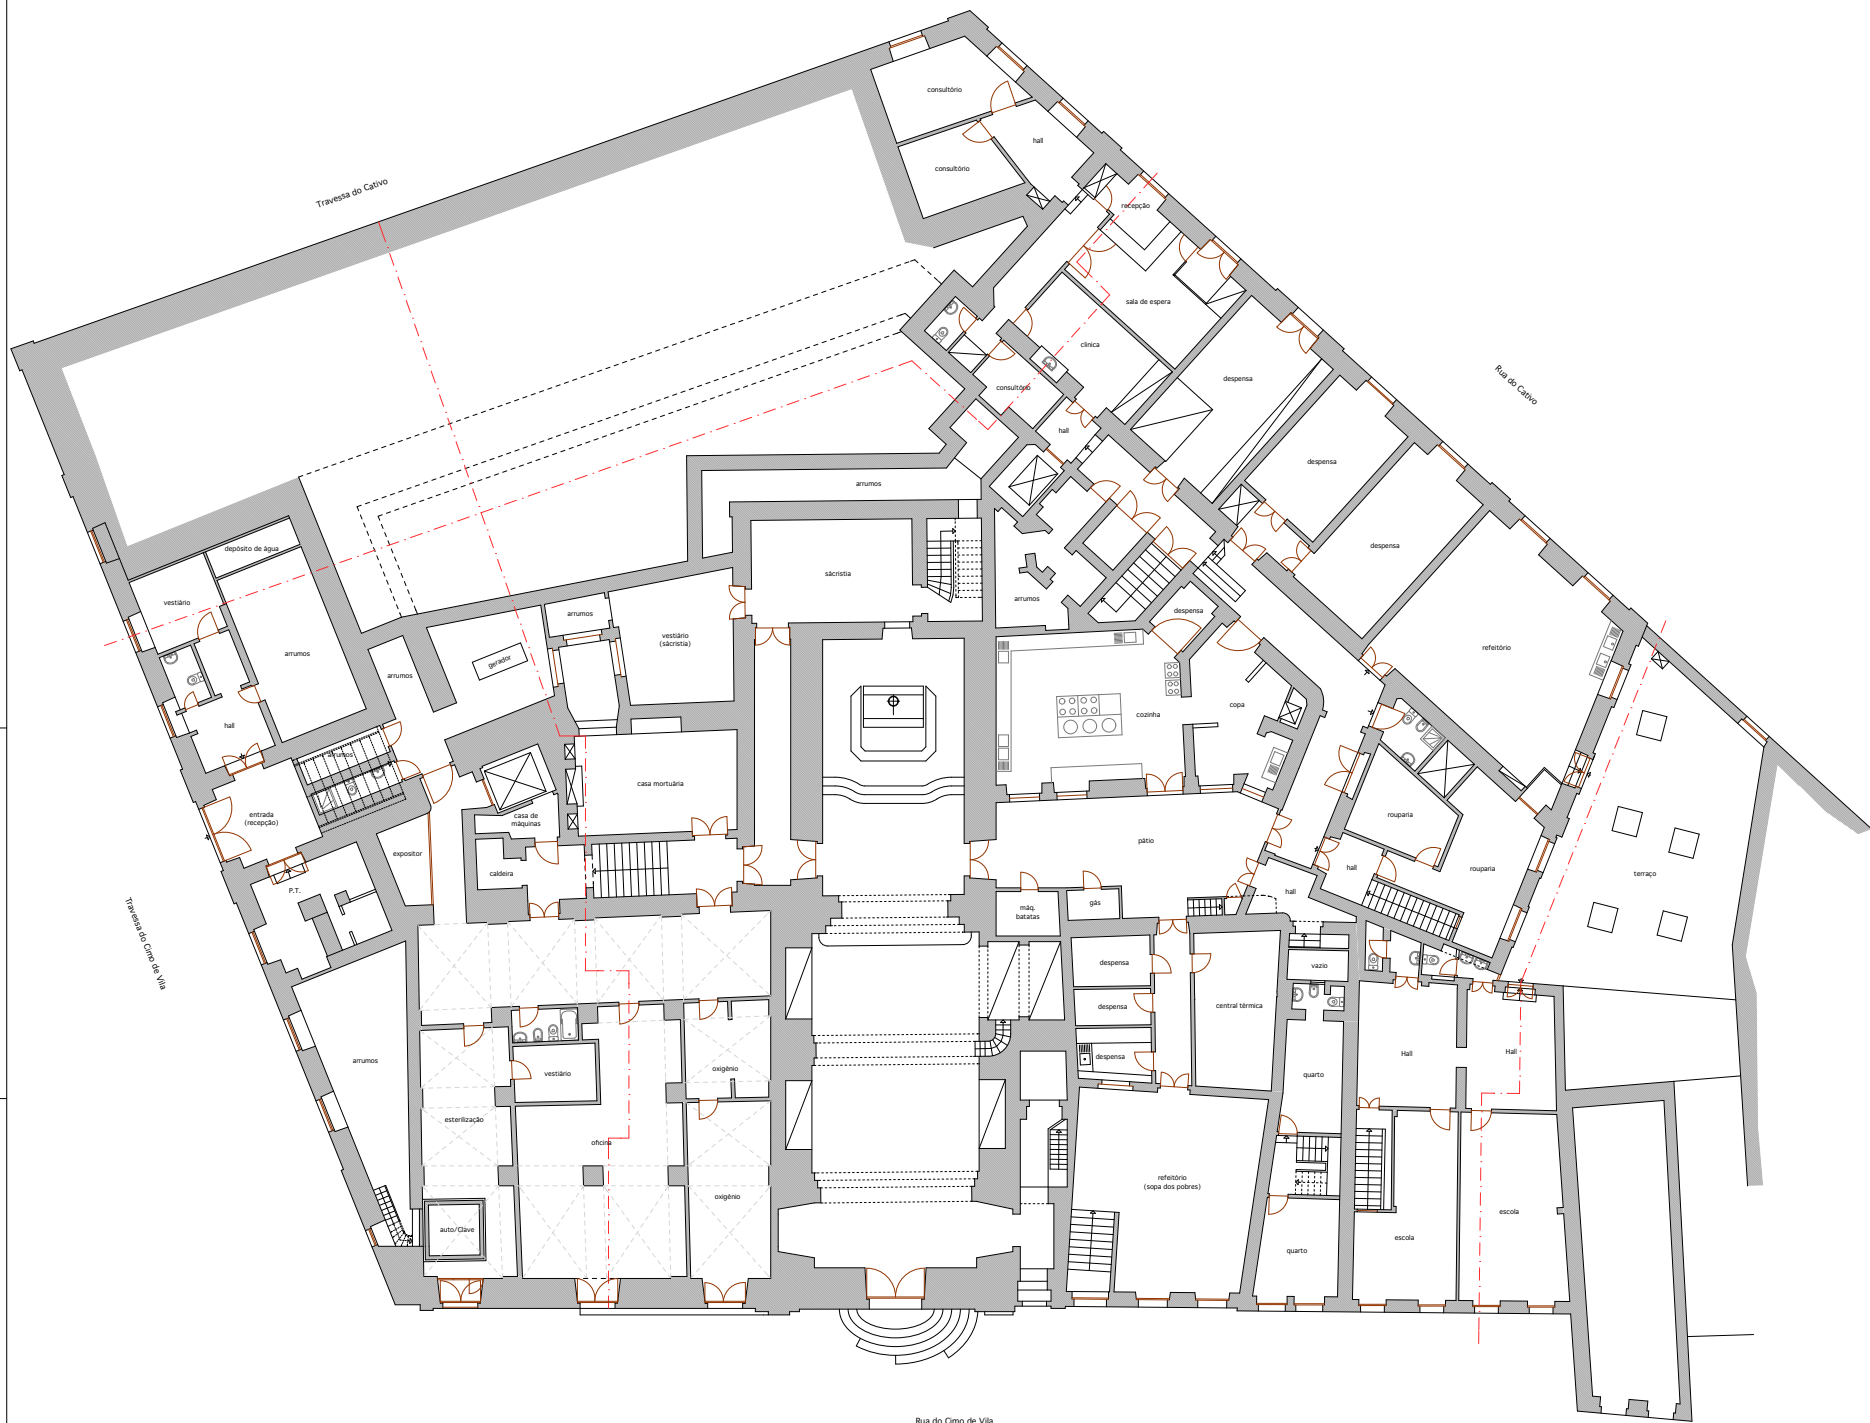 consultório
hall
consultório
Travessa do Cativo
recepção
sala de espera
clinica
despensa
consultório
Rua do Cativo
hall
despensa
arrumos
despensa
depósito de água
sácristia
vestiário
arrumos
arrumos
despensa
vestiário
(sácristia)
refeitório
arrumos
gerador
arrumos
hall
cozinha
copa
arrumos
casa mortuária
entrada
(recepção)
casa de
máquinas
rouparia
expositor
pátio
caldeira
hall
rouparia
terraço
P.T.
hall
máq.
batatas
gás
Travessa do Cimo de Vila
despensa
vazio
despensa
central térmica
arrumos
vestiário
oxigénio
despensa
quarto
Hall
Hall
esterilização
oficina
refeitório
(sopa dos pobres)
oxigénio
escola
auto/Clave
escola
quarto
Rua do Cimo de Vila